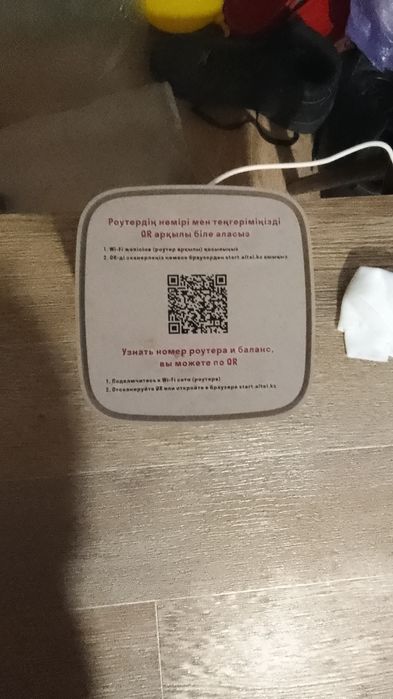 Роутердің нөмірі мен теңгеріміңізді
QR арқылы біле аласыз
1. Wi-Fi желісіне (роутер арқылы) қосылыңыз
2. QR-ді сканерлеңіз немесе браузерден start.altel.kz ашыңыз
Узнать номер роутера и баланс,
вы можете по QR
1. Подключитесь к Wi-Fi сети (роутера)
2. Отсканируйте QR или откройте в браузере start.altel.kz